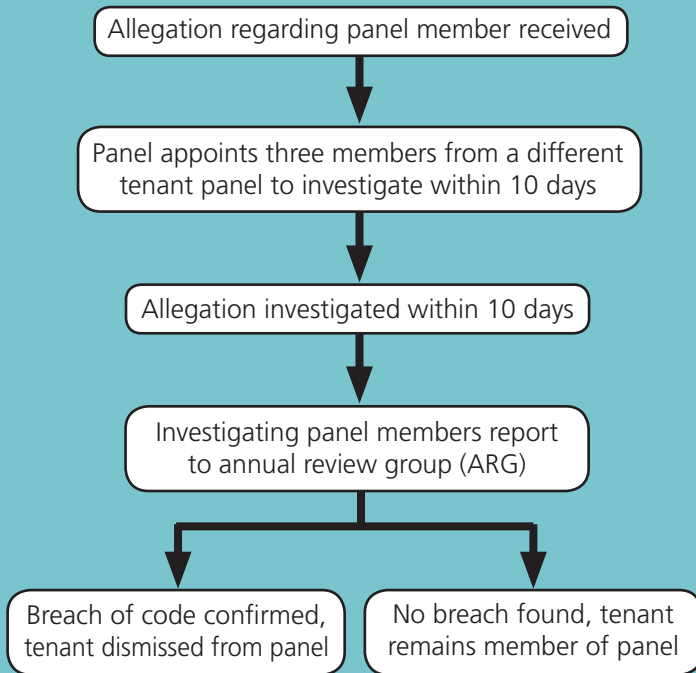 Allegation regarding panel member received
Panel appoints three members from a different
tenant panel to investigate within 10 days
Allegation investigated within 10 days
Investigating panel members report
to annual review group (ARG)
Breach of code confirmed,
tenant dismissed from panel
No breach found, tenant
remains member of panel